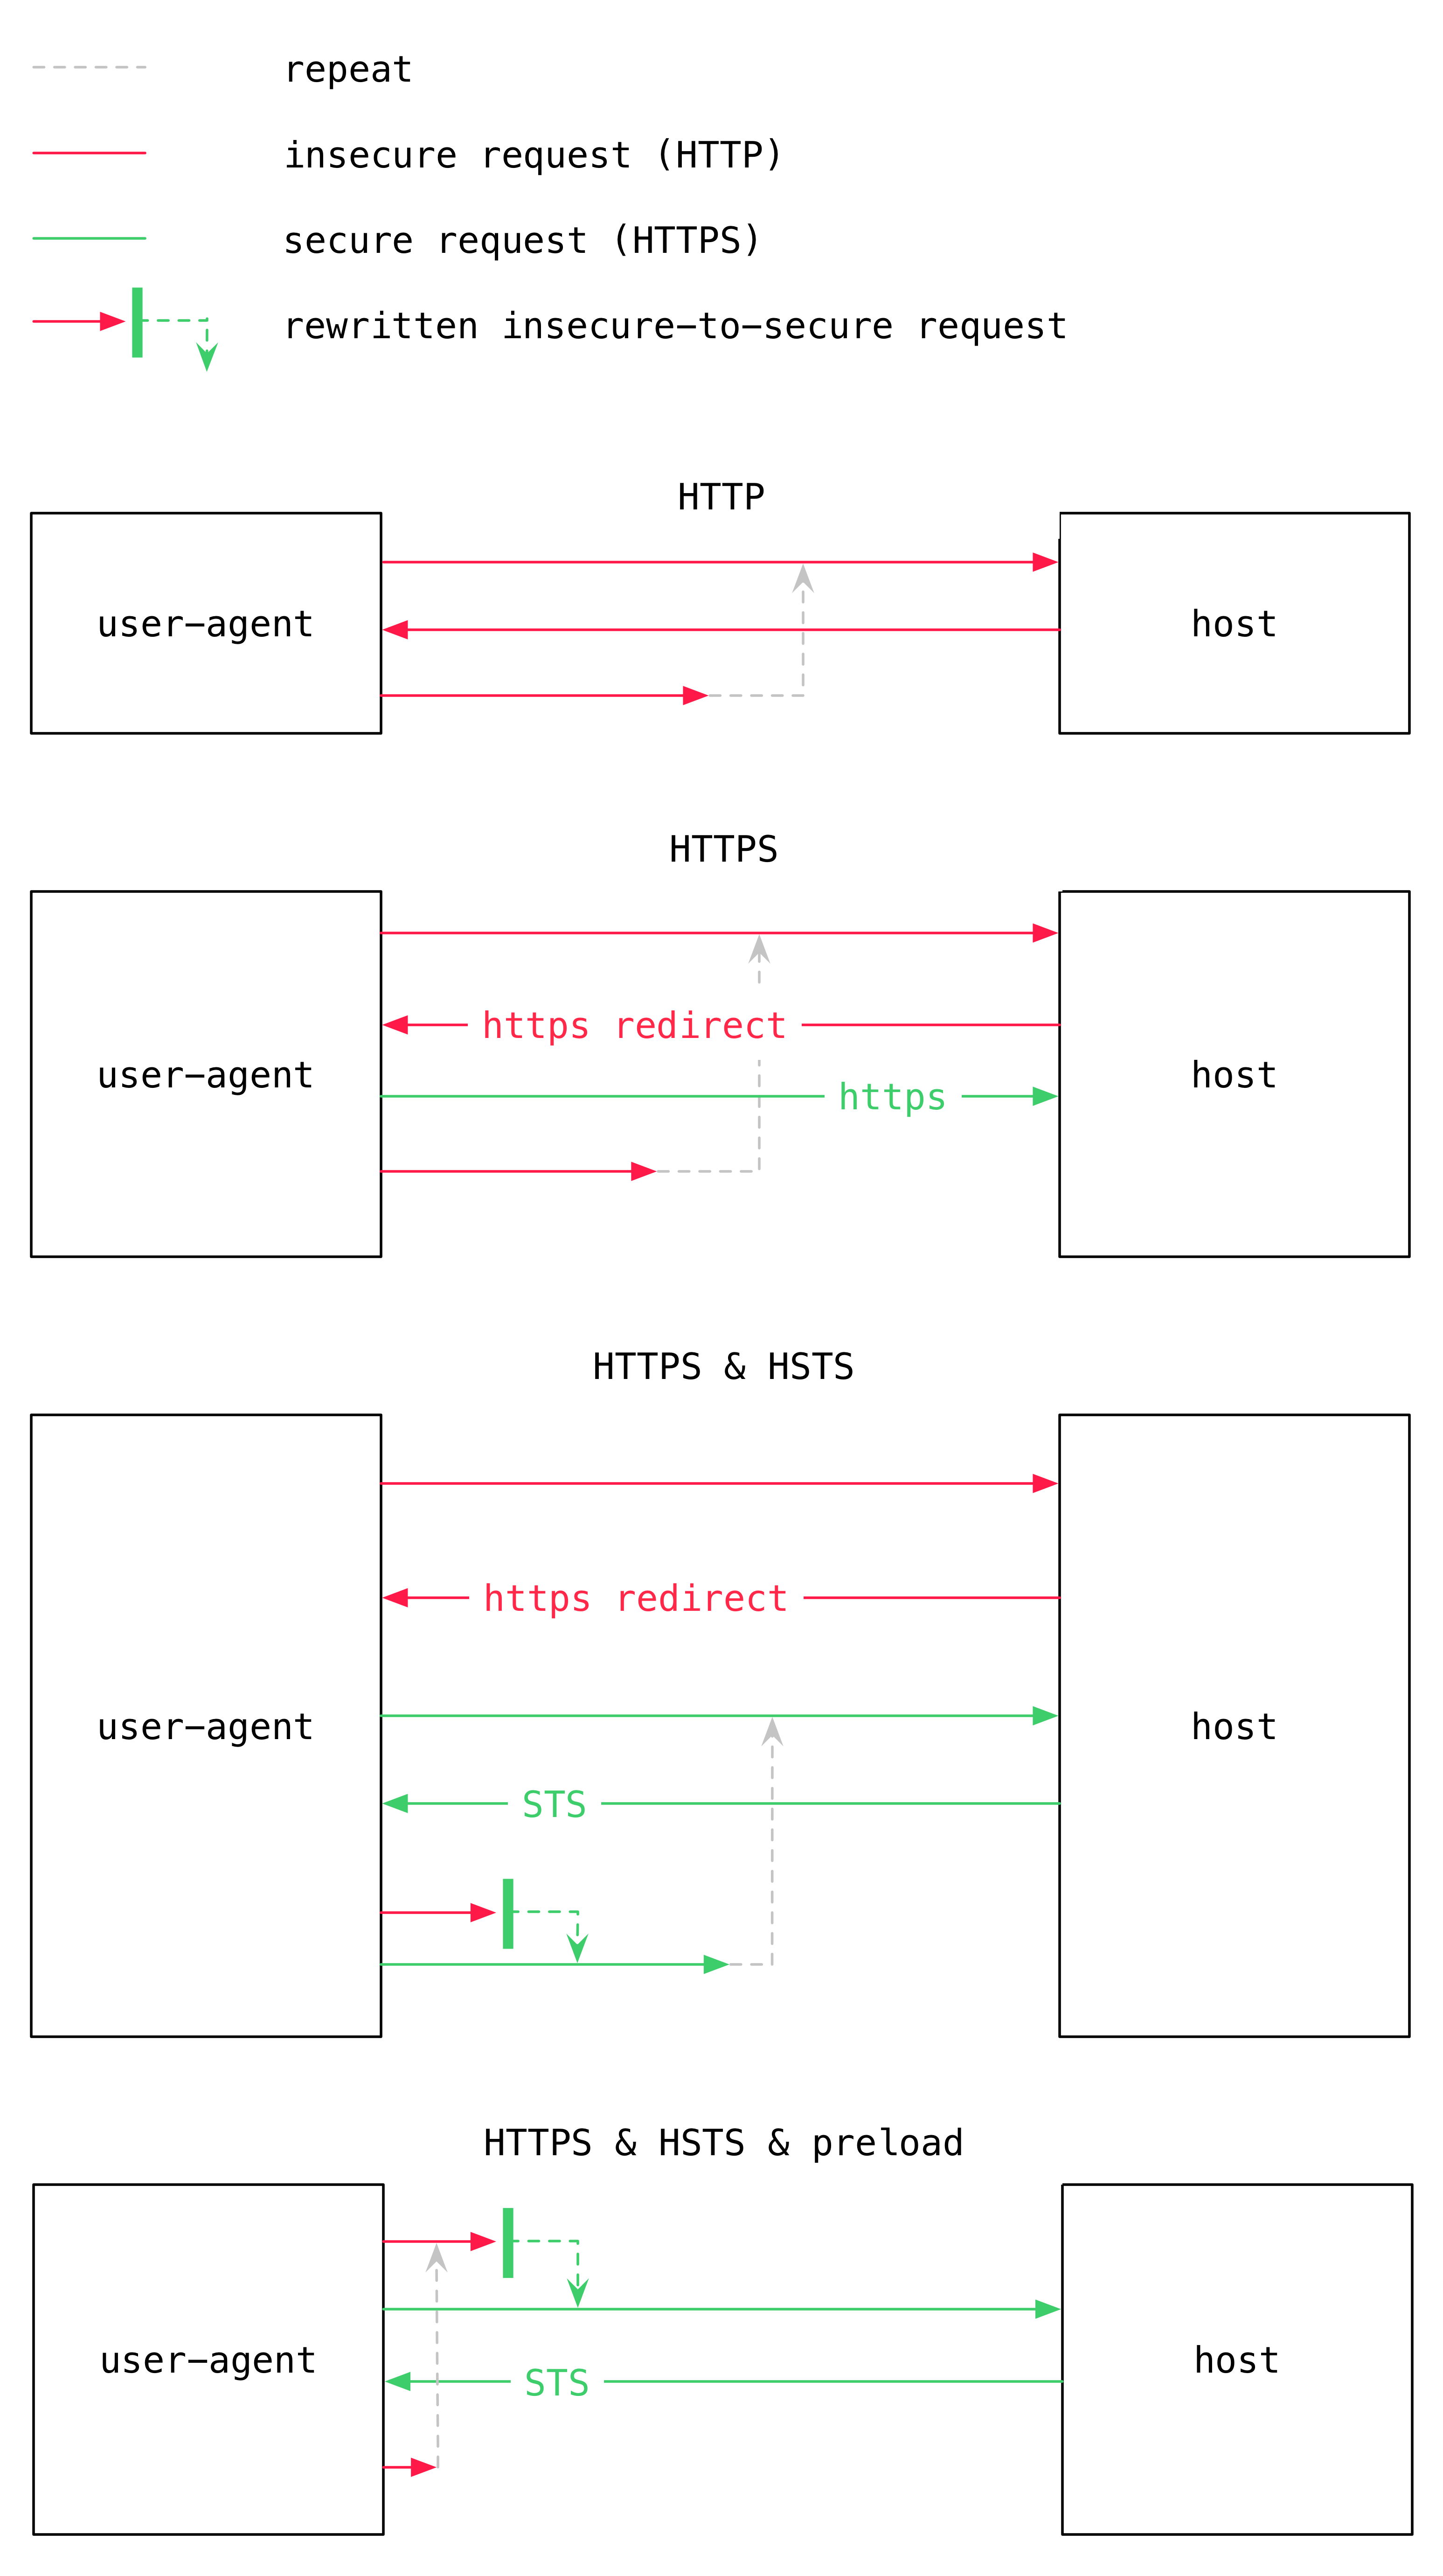 repeat
insecure request (HTTP)
secure request (HTTPS)
rewritten insecure-to-secure request
HTTP
user-agent
host
HTTPS
https redirect
user-agent
host
https
HTTPS & HSTS
https redirect
user-agent
host
STS
HTTPS & HSTS & preload
user-agent
host
STS